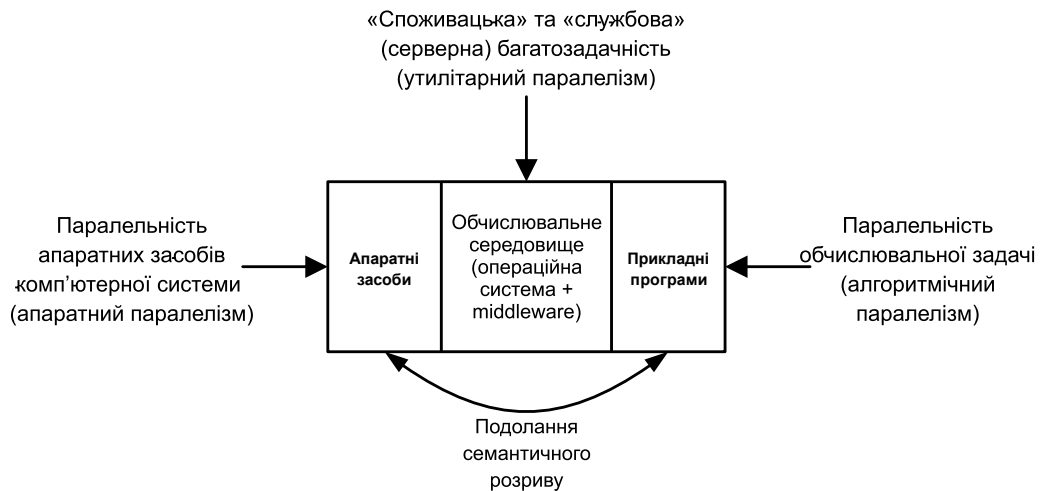 «Споживацька» та «службова»
(серверна) багатозадачність
(утилітарний паралелізм)
Паралельність
апаратних засобів
комп’ютерної системи
(апаратний паралелізм)
Апаратні
засоби
Обчислювальне
середовище
(операційна
система +
middleware)
Прикладні
програми
Паралельність
обчислювальної задачі
(алгоритмічний
паралелізм)
Подолання
семантичного
розриву